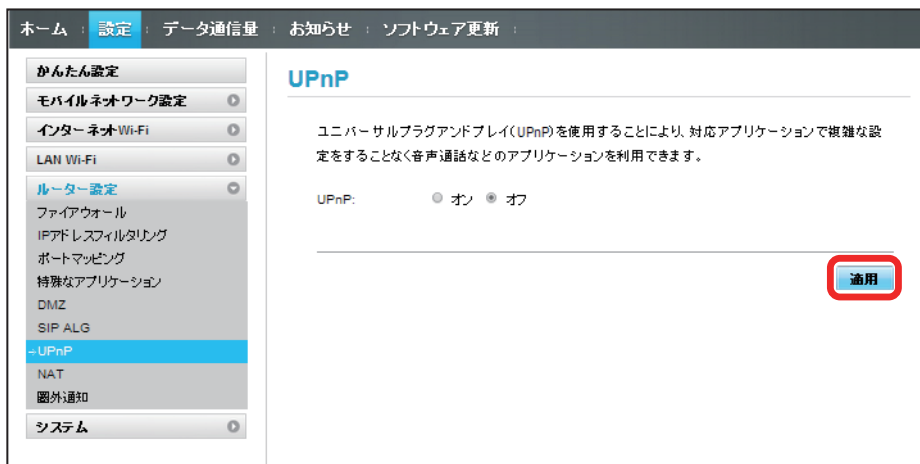 ホーム 設定 データ通信量 お知らせ ソフトウェア更新
かんたん設定
モバイルネットワーク設定
インターネットWi-Fi
LAN Wi-Fi
ルーター設定
ファイアウォール
IPアドレスフィルタリング
ポートマッピング
特殊なアプリケーション
DMZ
SIP ALG
UPnP
NAT
圏外通知
システム
UPnP
ユニバーサルプラグアンドプレイ(UPnP)を使用することにより、対応アプリケーションで複雑な設
定をすることなく音声通話などのアプリケーションを利用できます。
UPnP: オン オフ
適用